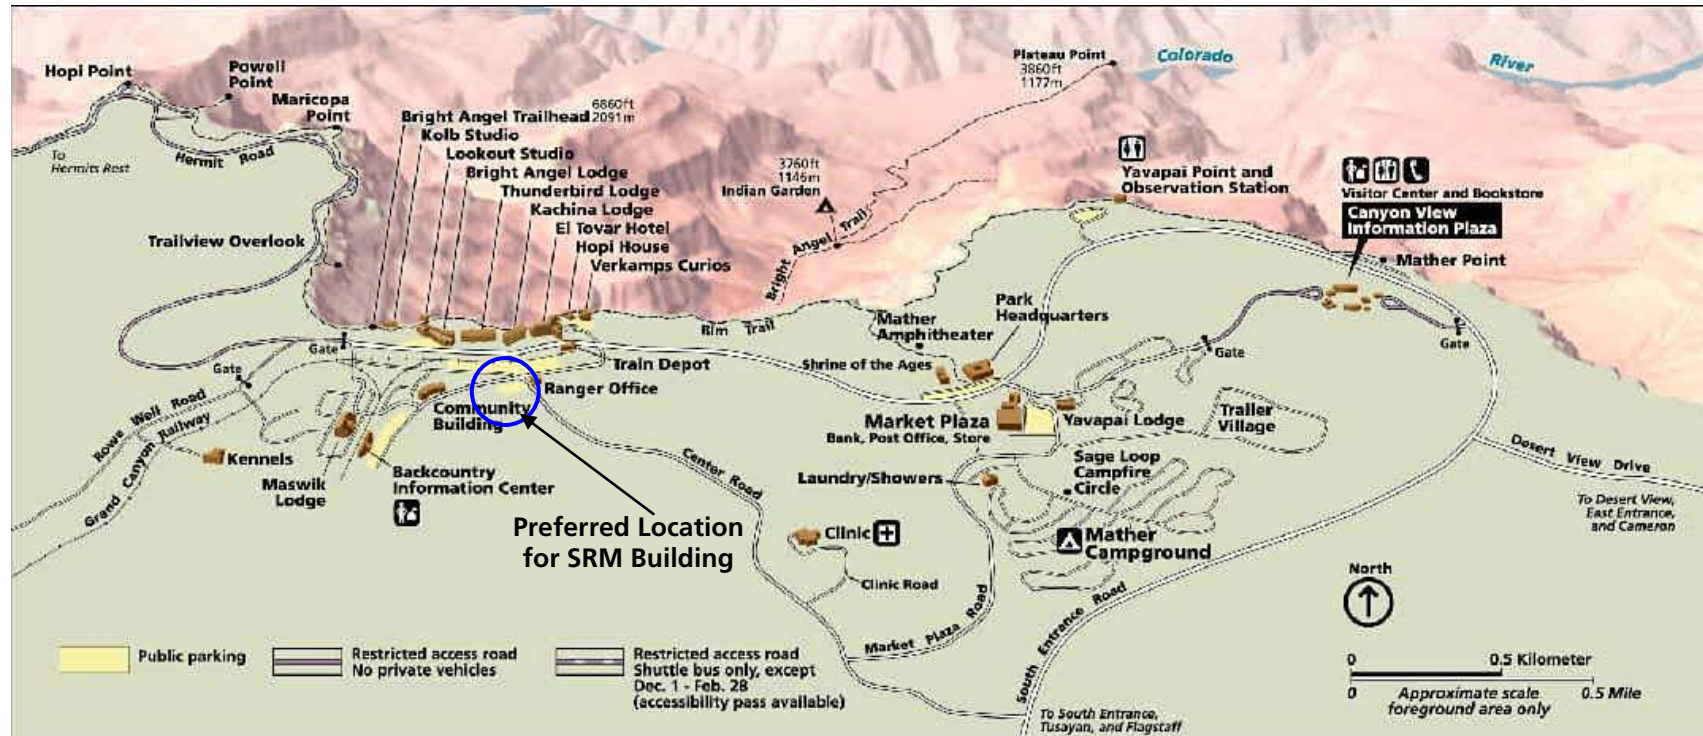 Hopi Point
Powell
Point
Maricopa
Point
To
Hermits Rest
Hermit Road
Trailview Overlook
Bright Angel Trailhead
6860ft
2091m
Kolb Studio
Lookout Studio
Bright Angel Lodge
Thunderbird Lodge
Kachina Lodge
El Tovar Hotel
Hopi House
Verkamps Curios
Plateau Point
3860ft
1177m
Colorado
River
3760ft
1146m
Indian Garden
Bright Angel Trail
Yavapai Point and
Observation Station
Visitor Center and Bookstore
Canyon View
Information Plaza
Mather Point
Rim Trail
Mather
Amphitheater
Park
Headquarters
Shrine of the Ages
Gate
Gate
Gate
Gate
Train Depot
Ranger Office
Community
Building
Rowe Well Road
Grand Canyon Railway
Kennels
Maswik
Lodge
Backcountry
Information Center
Market Plaza
Bank, Post Office, Store
Yavapai Lodge
Trailer
Village
Center Road
Laundry/Showers
Sage Loop
Campfire
Circle
Desert View Drive
To Desert View,
East Entrance,
and Cameron
Preferred Location
for SRM Building
Clinic
Clinic Road
Mather
Campground
Market Plaza Road
South Entrance Road
To South Entrance,
Tusayan, and Flagstaff
North
Public parking
Restricted access road
No private vehicles
Restricted access road
Shuttle bus only, except
Dec. 1 - Feb. 28
(accessibility pass available)
0 0.5 Kilometer
0 0.5 Mile
Approximate scale
foreground area only